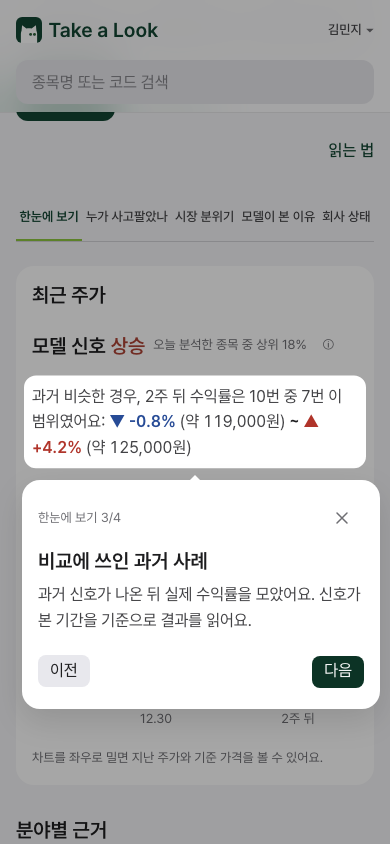 Take a Look
김민지
종목명 또는 코드 검색
읽는 법
한눈에 보기 누가 사고팔았나 시장 분위기 모델이 본 이유 회사 상태
최근 주가
모델 신호 상승 오늘 분석한 종목 중 상위 18% ⓘ
과거 비슷한 경우, 2주 뒤 수익률은 10번 중 7번 이
범위였어요: ▼ -0.8% (약 119,000원) ~ ▲
+4.2% (약 125,000원)
한눈에 보기 3/4
비교에 쓰인 과거 사례
과거 신호가 나온 뒤 실제 수익률을 모았어요. 신호가
본 기간을 기준으로 결과를 읽어요.
이전
다음
12.30 2주 뒤
차트를 좌우로 밀면 지난 주가와 기준 가격을 볼 수 있어요.
분야별 근거